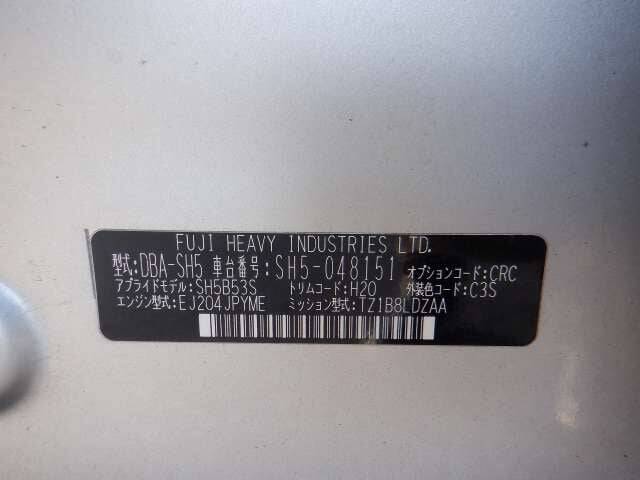 FUJI HEAVY INDUSTRIES LTD.
型式:DBA-SH5 車台番号:SH5-048151 オプションコード:CRC
アプライドモデル:SH5B53S トリムコード:H20 外装色コード:C3S
エンジン型式:EJ204JPYME ミッション型式:TZ1B8LDZAA